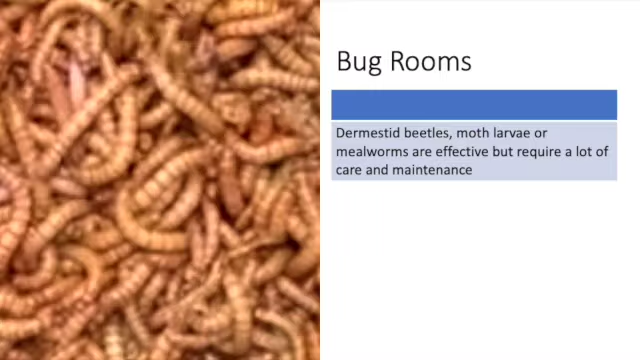 Bug Rooms
Dermestid beetles, moth larvae or
mealworms are effective but require a lot of
care and maintenance